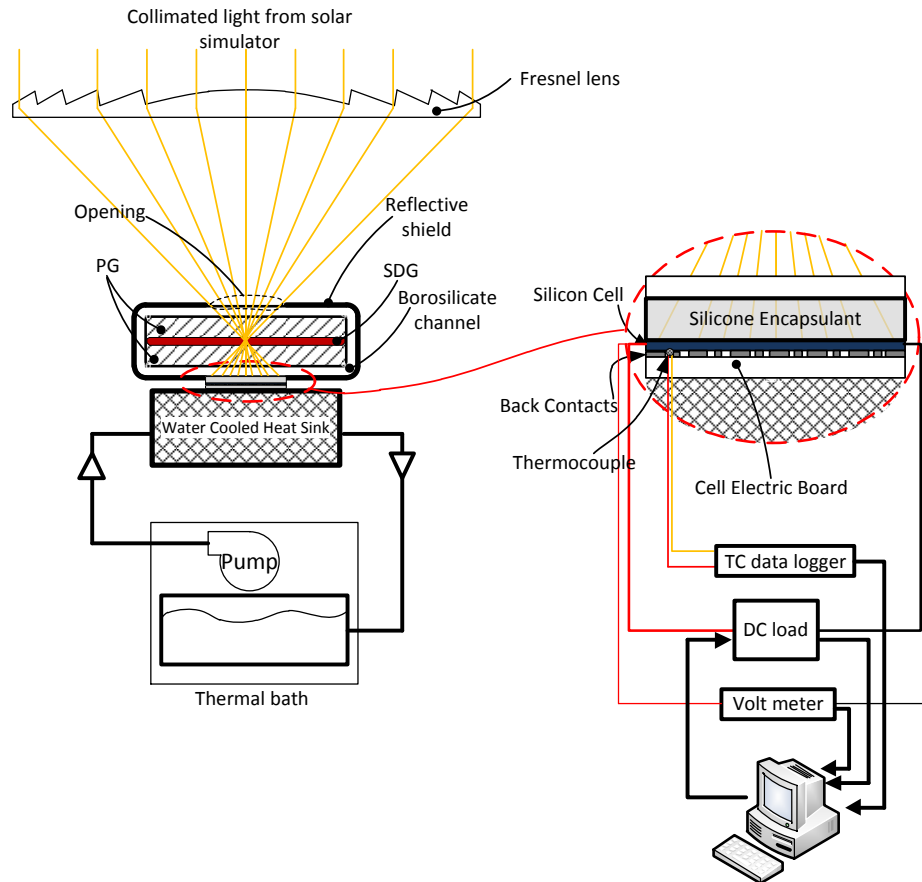 Collimated light from solar
simulator
Fresnel lens
Opening
Reflective
shield
PG
SDG
Borosilicate
channel
Water Cooled Heat Sink
Pump
Thermal bath
Silicon Cell
Silicone Encapsulant
Back Contacts
Thermocouple
Cell Electric Board
TC data logger
DC load
Volt meter